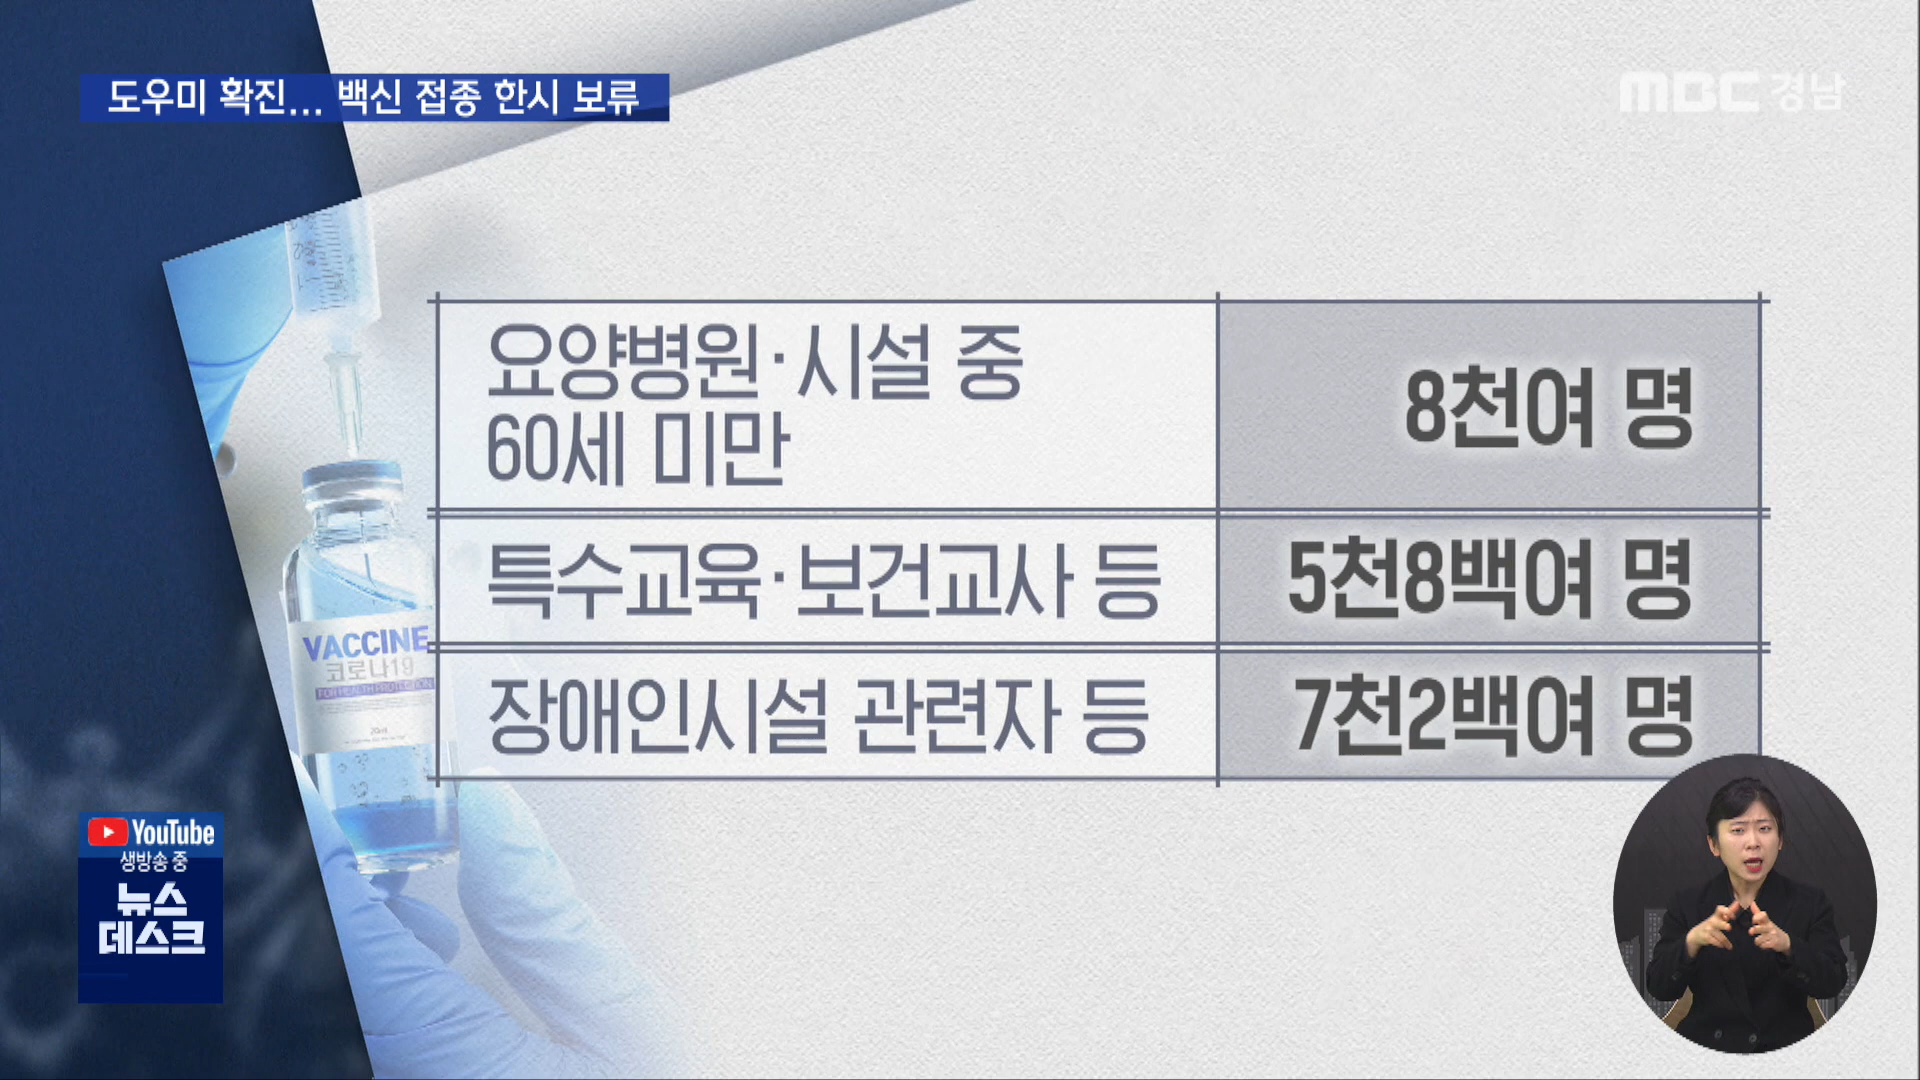 도우미 확진... 백신 접종 한시 보류
MBC 경남
요양병원·시설 중
60세 미만
8천여 명
특수교육·보건교사 등
5천8백여 명
장애인시설 관련자 등
7천2백여 명
VACCINE
코로나19
FOR HEALTH PROTECTION
YouTube
생방송 중
뉴스
데스크